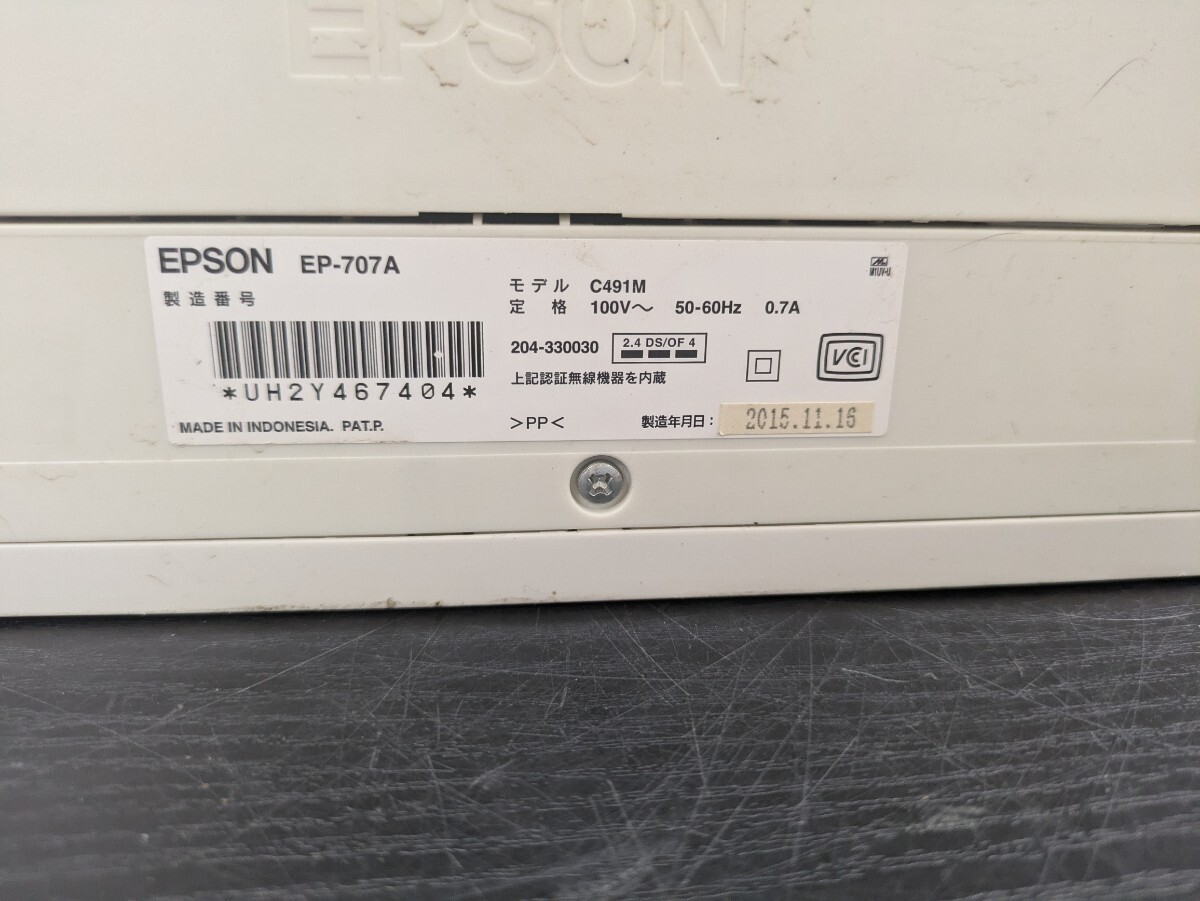 EPSON
EPSON EP-707A
製造番号
*UH2Y467404*
MADE IN INDONESIA. PAT.P.
モデル C491M
定格 100V～ 50-60Hz 0.7A
204-330030 2.4 DS/OF 4
上記認証無線機器を内蔵
>PP<
製造年月日: 2015.11.16
M1UV-U
VCCI